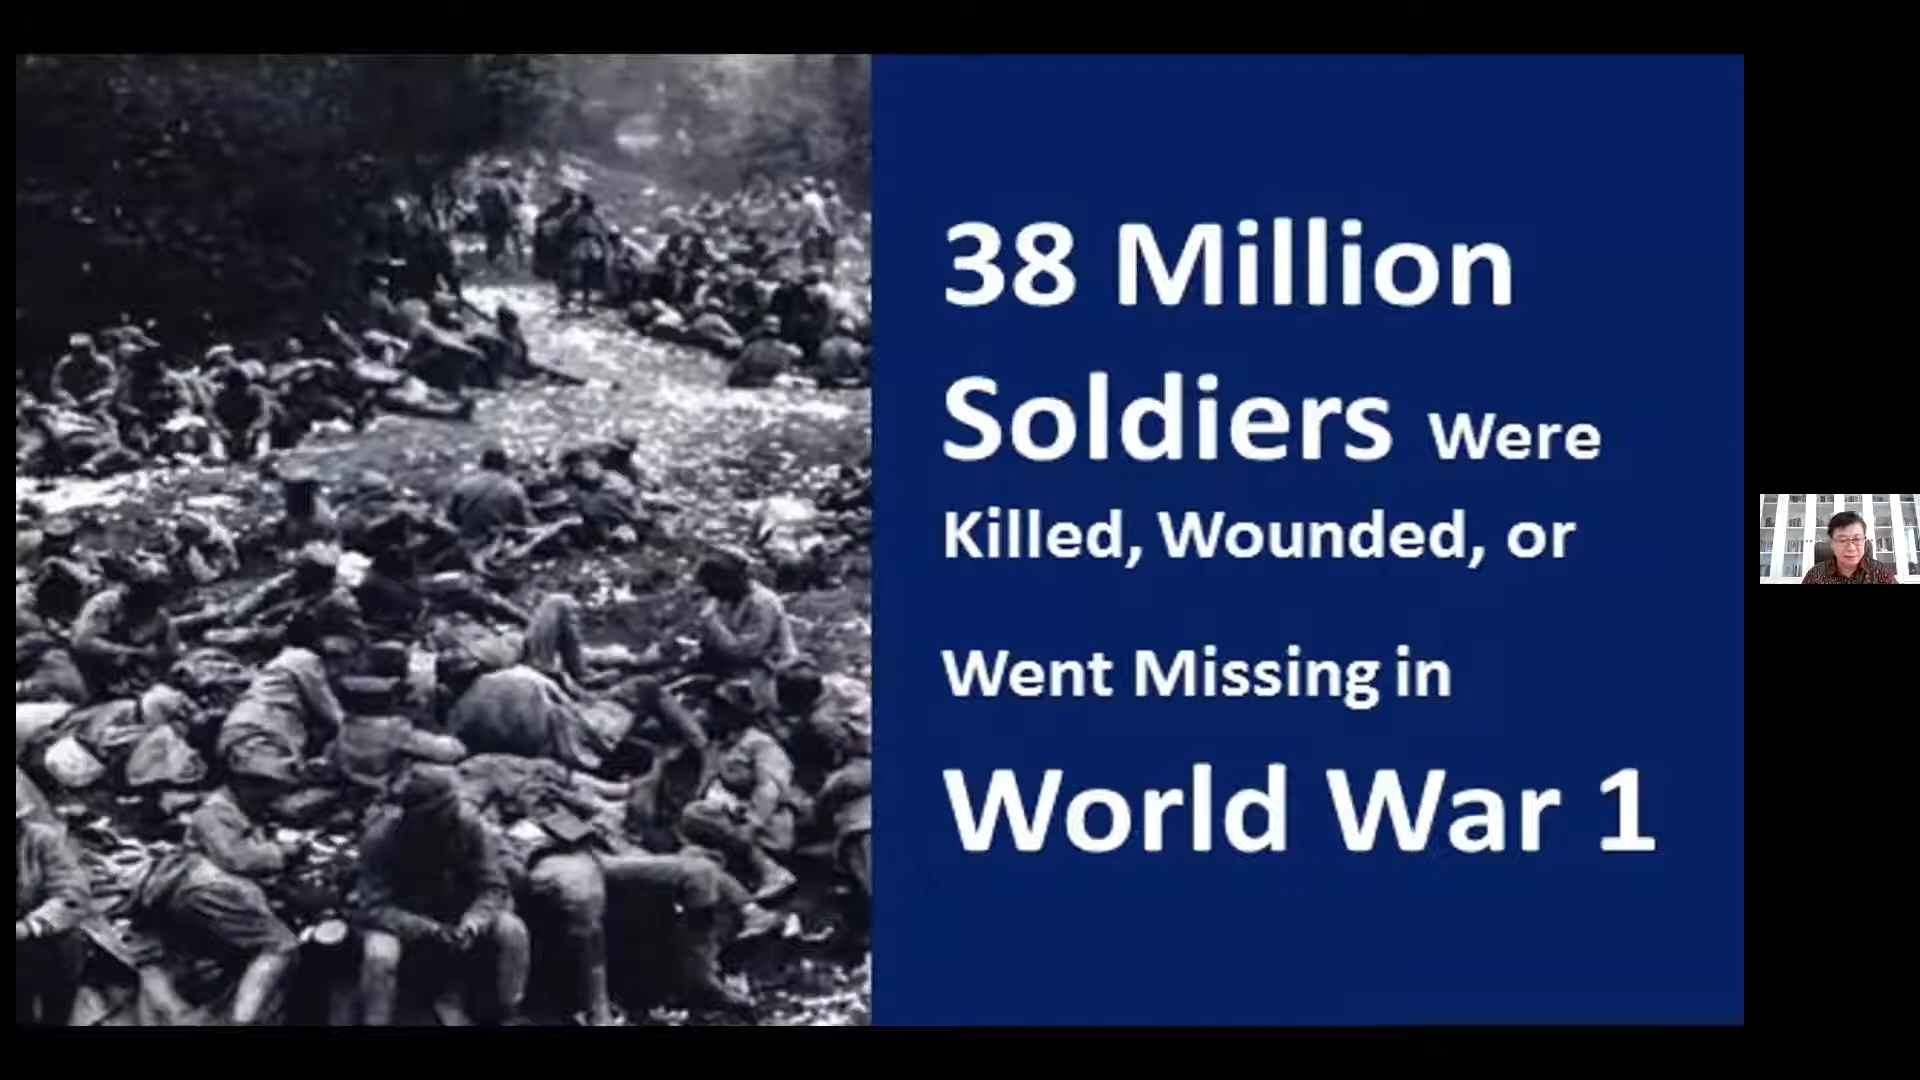 38 Million
Soldiers Were
Killed, Wounded, or
Went Missing in
World War 1